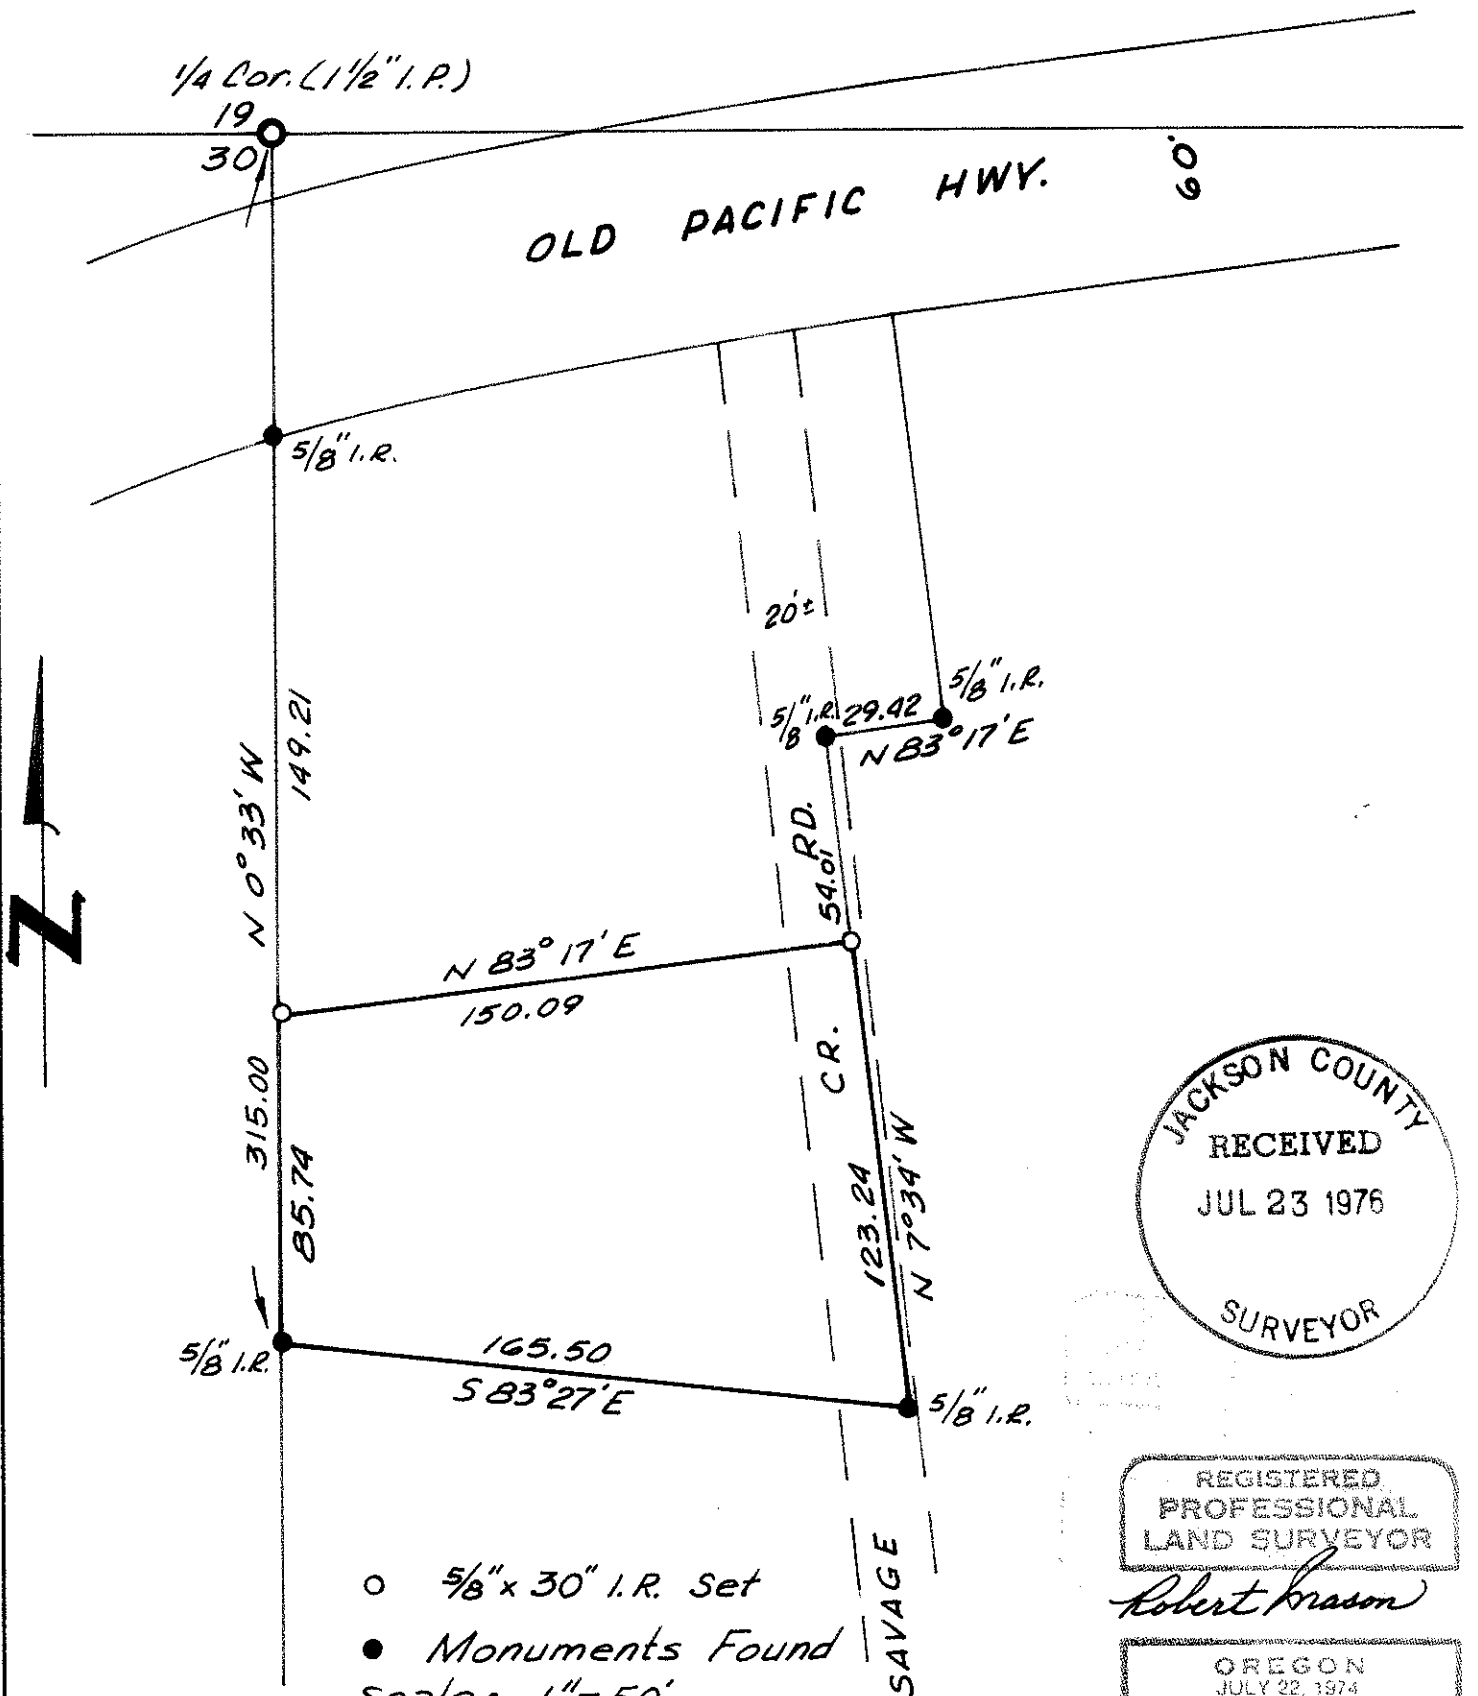 1/4 Cor. (1 1/2" I.P.)
19
30
OLD PACIFIC HWY.
60'
5/8" I.R.
20'±
5/8" I.R.
5/8" I.R.
29.42
N 83° 17' E
N 0° 33' W
149.21
RD.
54.01
N 83° 17' E
150.09
CR.
315.00
85.74
123.24
N 7° 34' W
5/8" I.R.
165.50
S 83° 27' E
5/8" I.R.
SAVAGE
N
JACKSON COUNTY
RECEIVED
JUL 23 1976
SURVEYOR
○ 5/8" x 30" I.R. Set
● Monuments Found
Scale: 1" = 50'
REGISTERED
PROFESSIONAL
LAND SURVEYOR
Robert Mason
OREGON
JULY 22, 1974